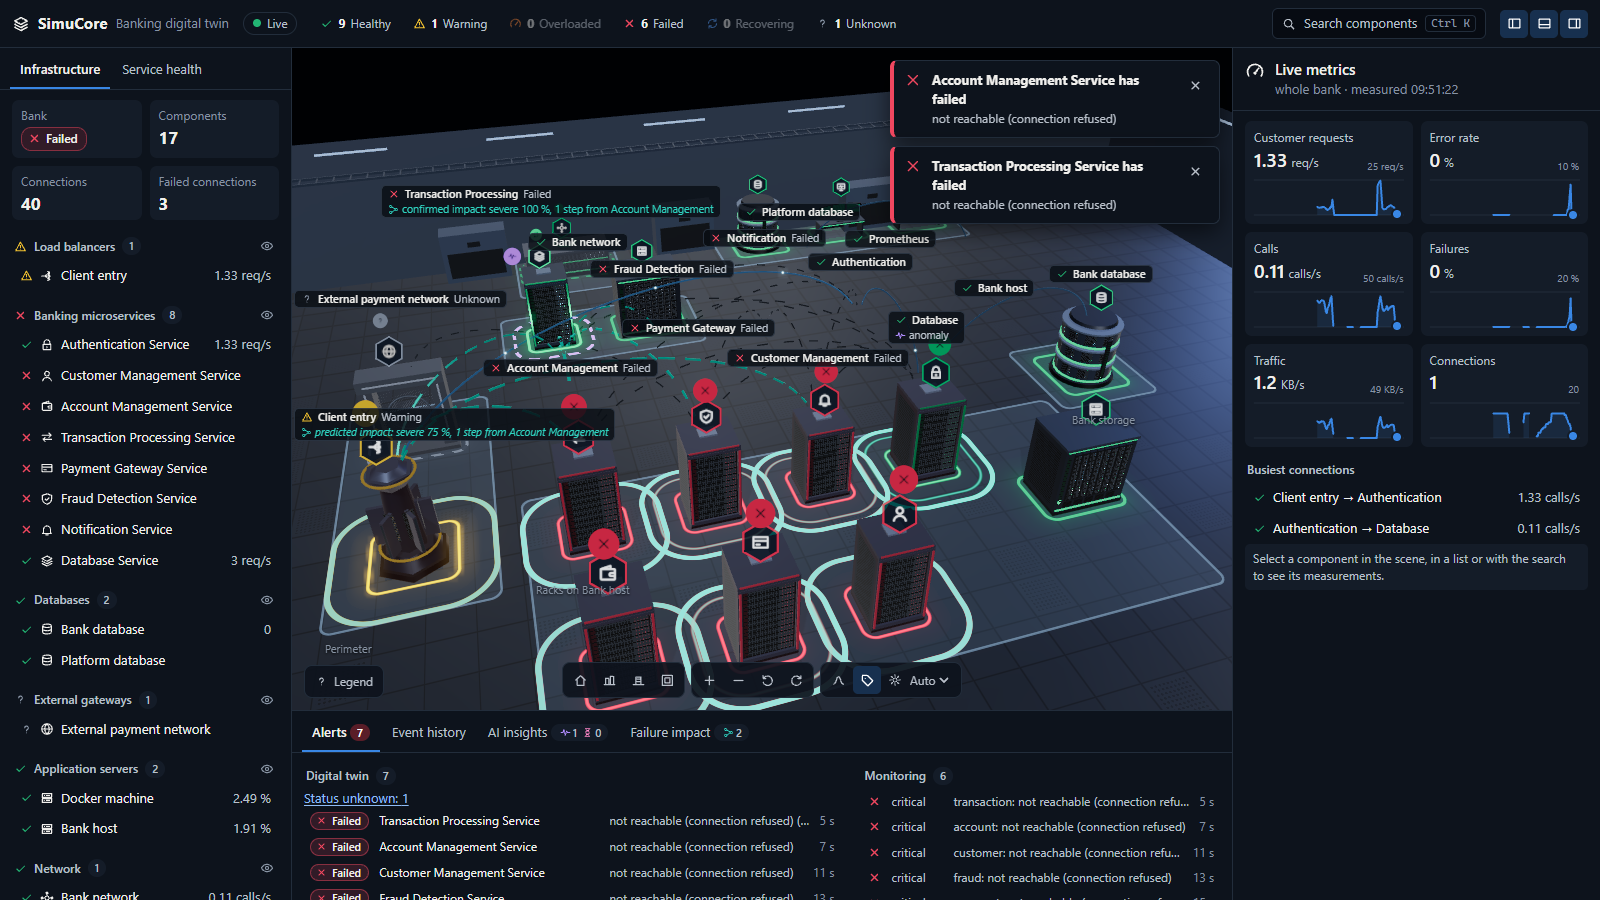 SimuCore Banking digital twin Live
9 Healthy 1 Warning 0 Overloaded 6 Failed 0 Recovering ? 1 Unknown
Search components Ctrl K
Infrastructure Service health
Bank
Failed
Components
17
Connections
40
Failed connections
3
Load balancers 1
Client entry 1.33 req/s
Banking microservices 8
Authentication Service 1.33 req/s
Customer Management Service
Account Management Service
Transaction Processing Service
Payment Gateway Service
Fraud Detection Service
Notification Service
Database Service 3 req/s
Databases 2
Bank database 0
Platform database
? External gateways 1
? External payment network
Application servers 2
Docker machine 2.49 %
Bank host 1.91 %
Network 1
Bank network 0.11 calls/s
Account Management Service has
failed
not reachable (connection refused)
Transaction Processing Service has
failed
not reachable (connection refused)
Transaction Processing Failed
confirmed impact: severe 100 %, 1 step from Account Management
Platform database
Bank network
Notification Failed
Prometheus
Fraud Detection Failed
Authentication
Bank database
Bank host
? External payment network Unknown
Payment Gateway Failed
Database
anomaly
Account Management Failed
Customer Management Failed
Client entry Warning
predicted impact: severe 75 %, 1 step from Account Management
Bank storage
Racks on Bank host
Perimeter
? Legend
Auto
Alerts 7 Event history AI insights 1 0 Failure impact 2
Digital twin 7
Status unknown: 1
Failed Transaction Processing Service not reachable (connection refused) (... 5 s
Failed Account Management Service not reachable (connection refused) 7 s
Failed Customer Management Service not reachable (connection refused) 11 s
Failed Fraud Detection Service not reachable (connection refused) 13 s
Monitoring 6
critical transaction: not reachable (connection refu... 5 s
critical account: not reachable (connection refused) 7 s
critical customer: not reachable (connection refu... 11 s
critical fraud: not reachable (connection refused) 13 s
Live metrics
whole bank · measured 09:51:22
Customer requests
1.33 req/s 25 req/s
Error rate
0 % 10 %
Calls
0.11 calls/s 50 calls/s
Failures
0 % 20 %
Traffic
1.2 KB/s 49 KB/s
Connections
1 20
Busiest connections
Client entry → Authentication 1.33 calls/s
Authentication → Database 0.11 calls/s
Select a component in the scene, in a list or with the search
to see its measurements.